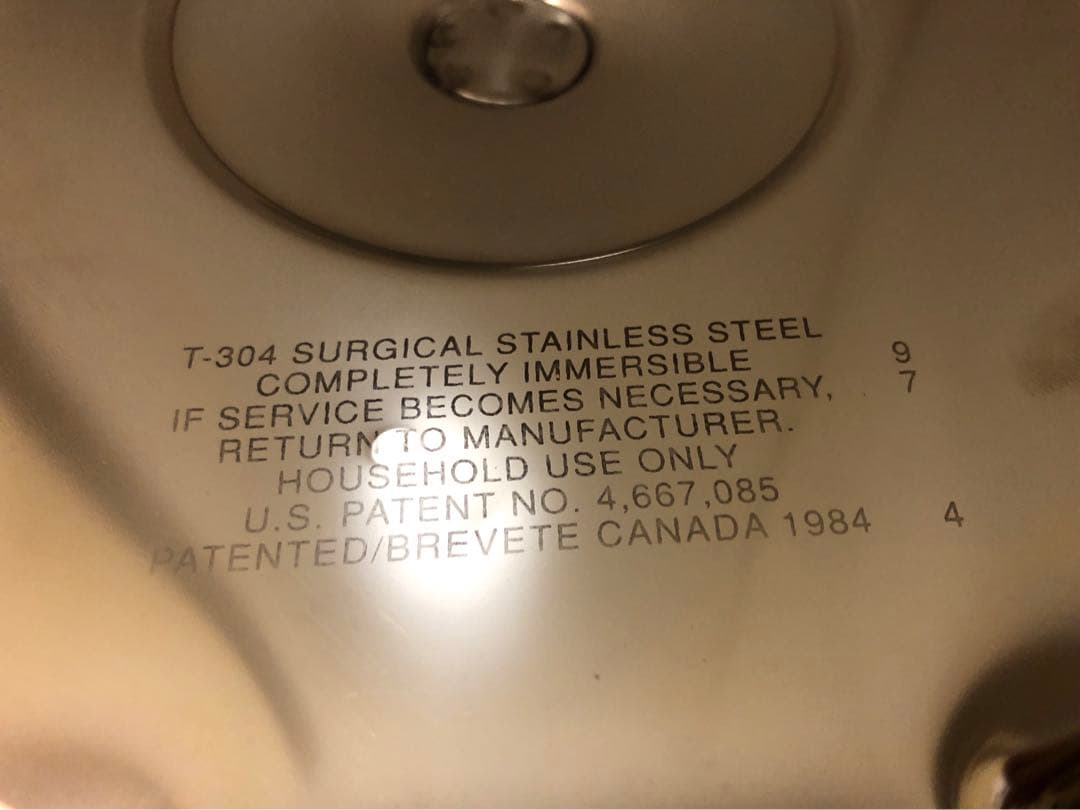 T-304 SURGICAL STAINLESS STEEL
COMPLETELY IMMERSIBLE 9
IF SERVICE BECOMES NECESSARY, 7
RETURN TO MANUFACTURER.
HOUSEHOLD USE ONLY
U.S. PATENT NO. 4,667,085
PATENTED/BREVETE CANADA 1984 4